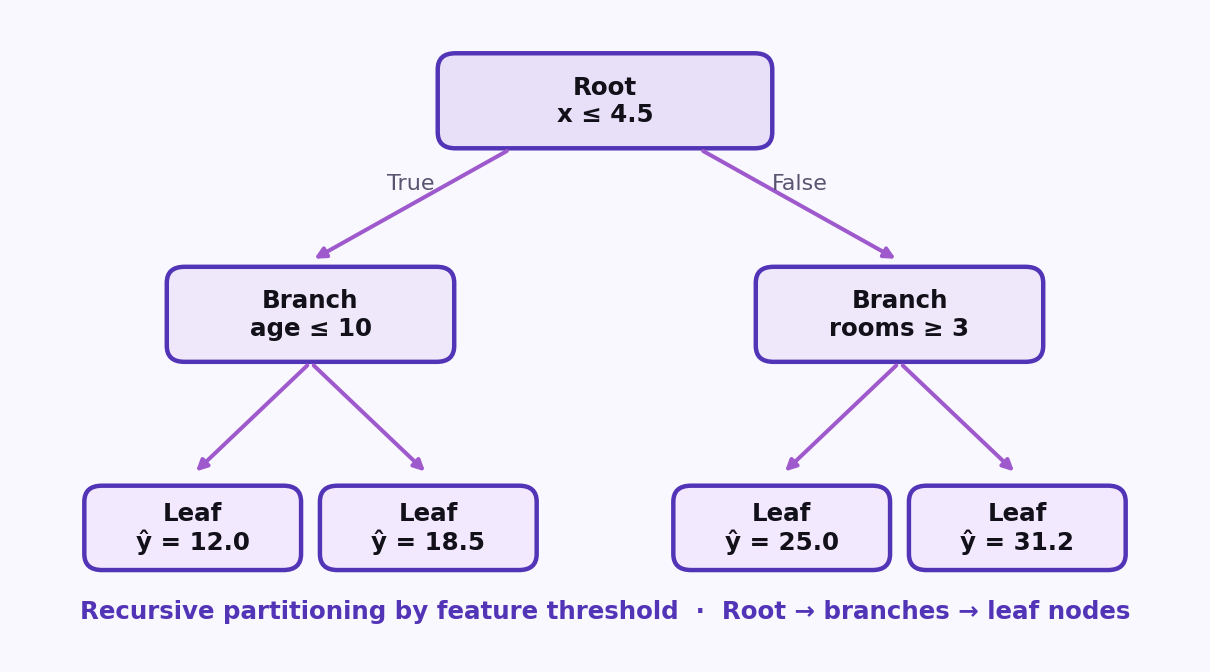 Root
x ≤ 4.5
True
False
Branch
age ≤ 10
Branch
rooms ≥ 3
Leaf
ŷ = 12.0
Leaf
ŷ = 18.5
Leaf
ŷ = 25.0
Leaf
ŷ = 31.2
Recursive partitioning by feature threshold · Root → branches → leaf nodes